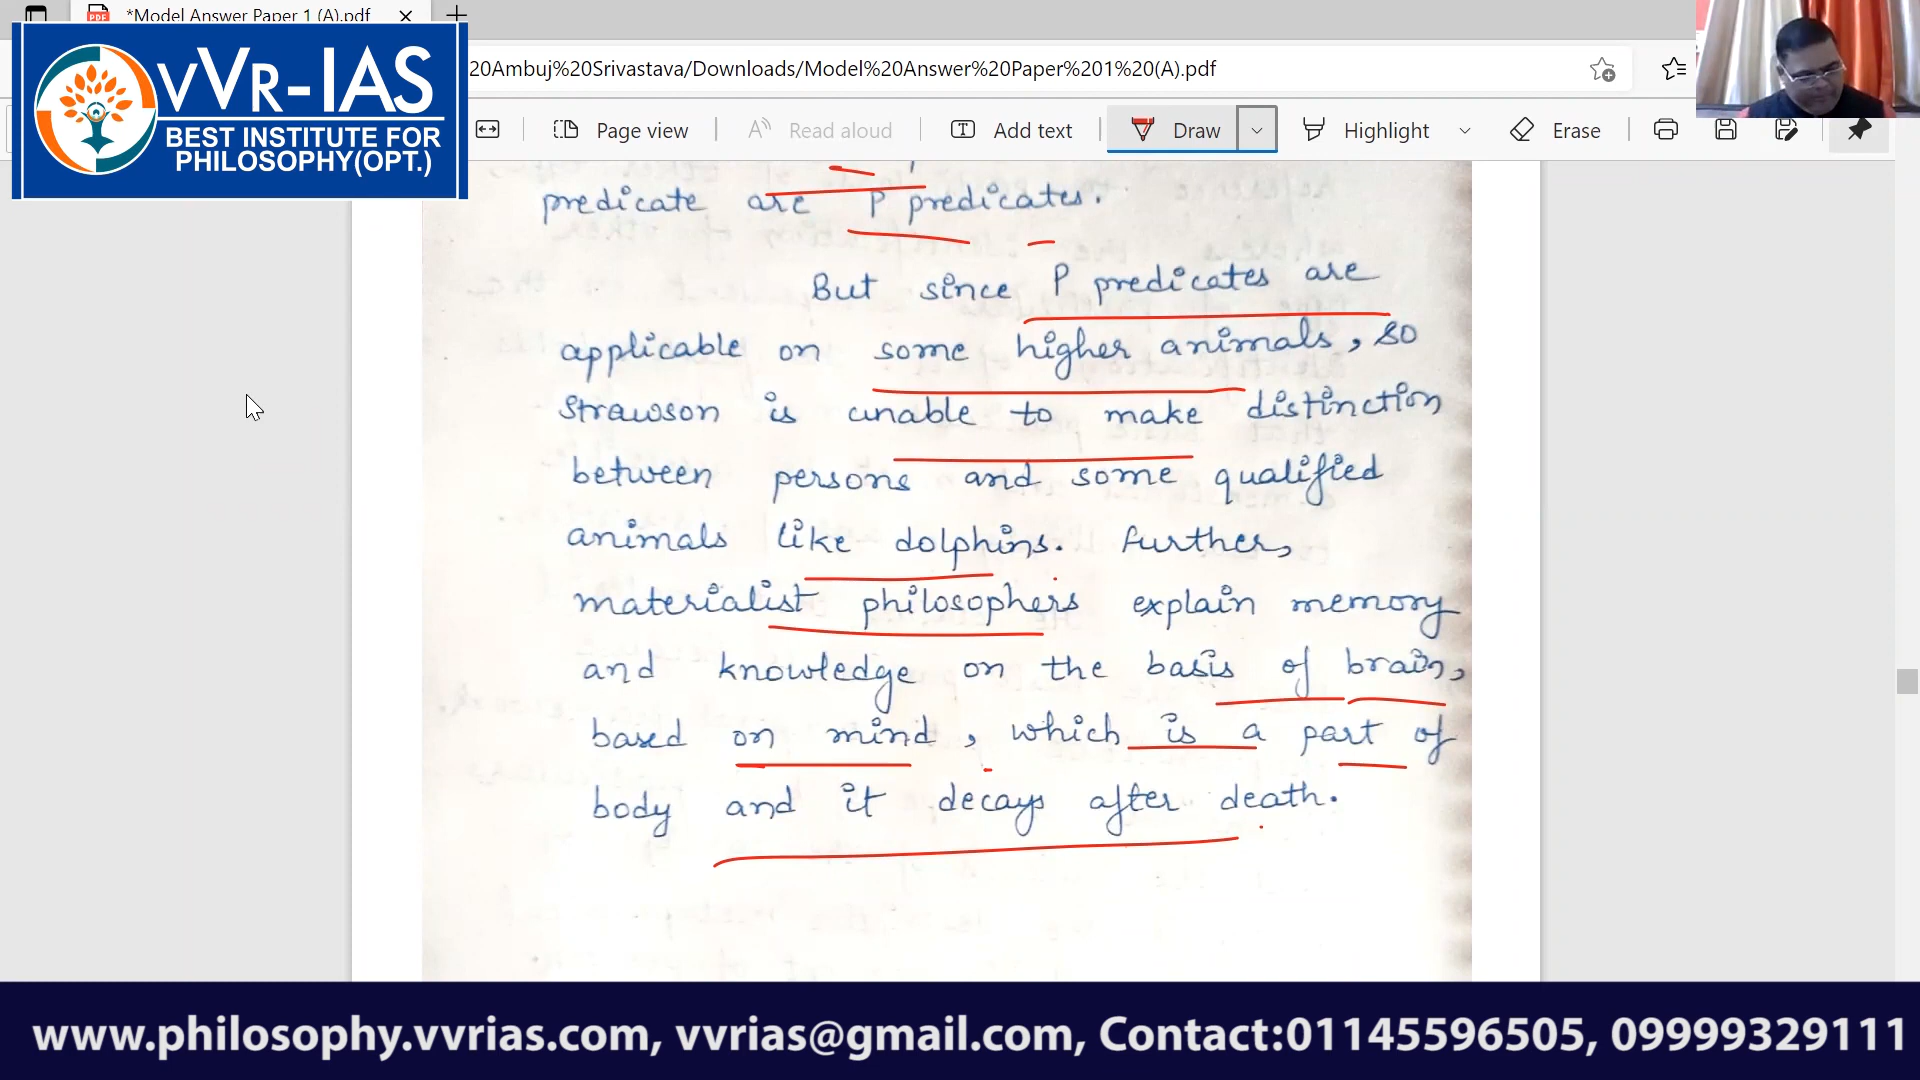 *Model Answer Paper 1 (A).pdf
vVR-IAS
BEST INSTITUTE FOR
PHILOSOPHY(OPT.)
20Ambuj%20Srivastava/Downloads/Model%20Answer%20Paper%201%20(A).pdf
Page view
Read aloud
Add text
Draw
Highlight
Erase
predicate are P predicates.
But since P predicates are
applicable on some higher animals, so
Strawson is unable to make distinction
between persons and some qualified
animals like dolphins. Further,
materialist philosophers explain memory
and knowledge on the basis of brain,
based on mind, which is a part of
body and it decays after death.
www.philosophy.vvrias.com, vvrias@gmail.com, Contact:01145596505, 09999329111